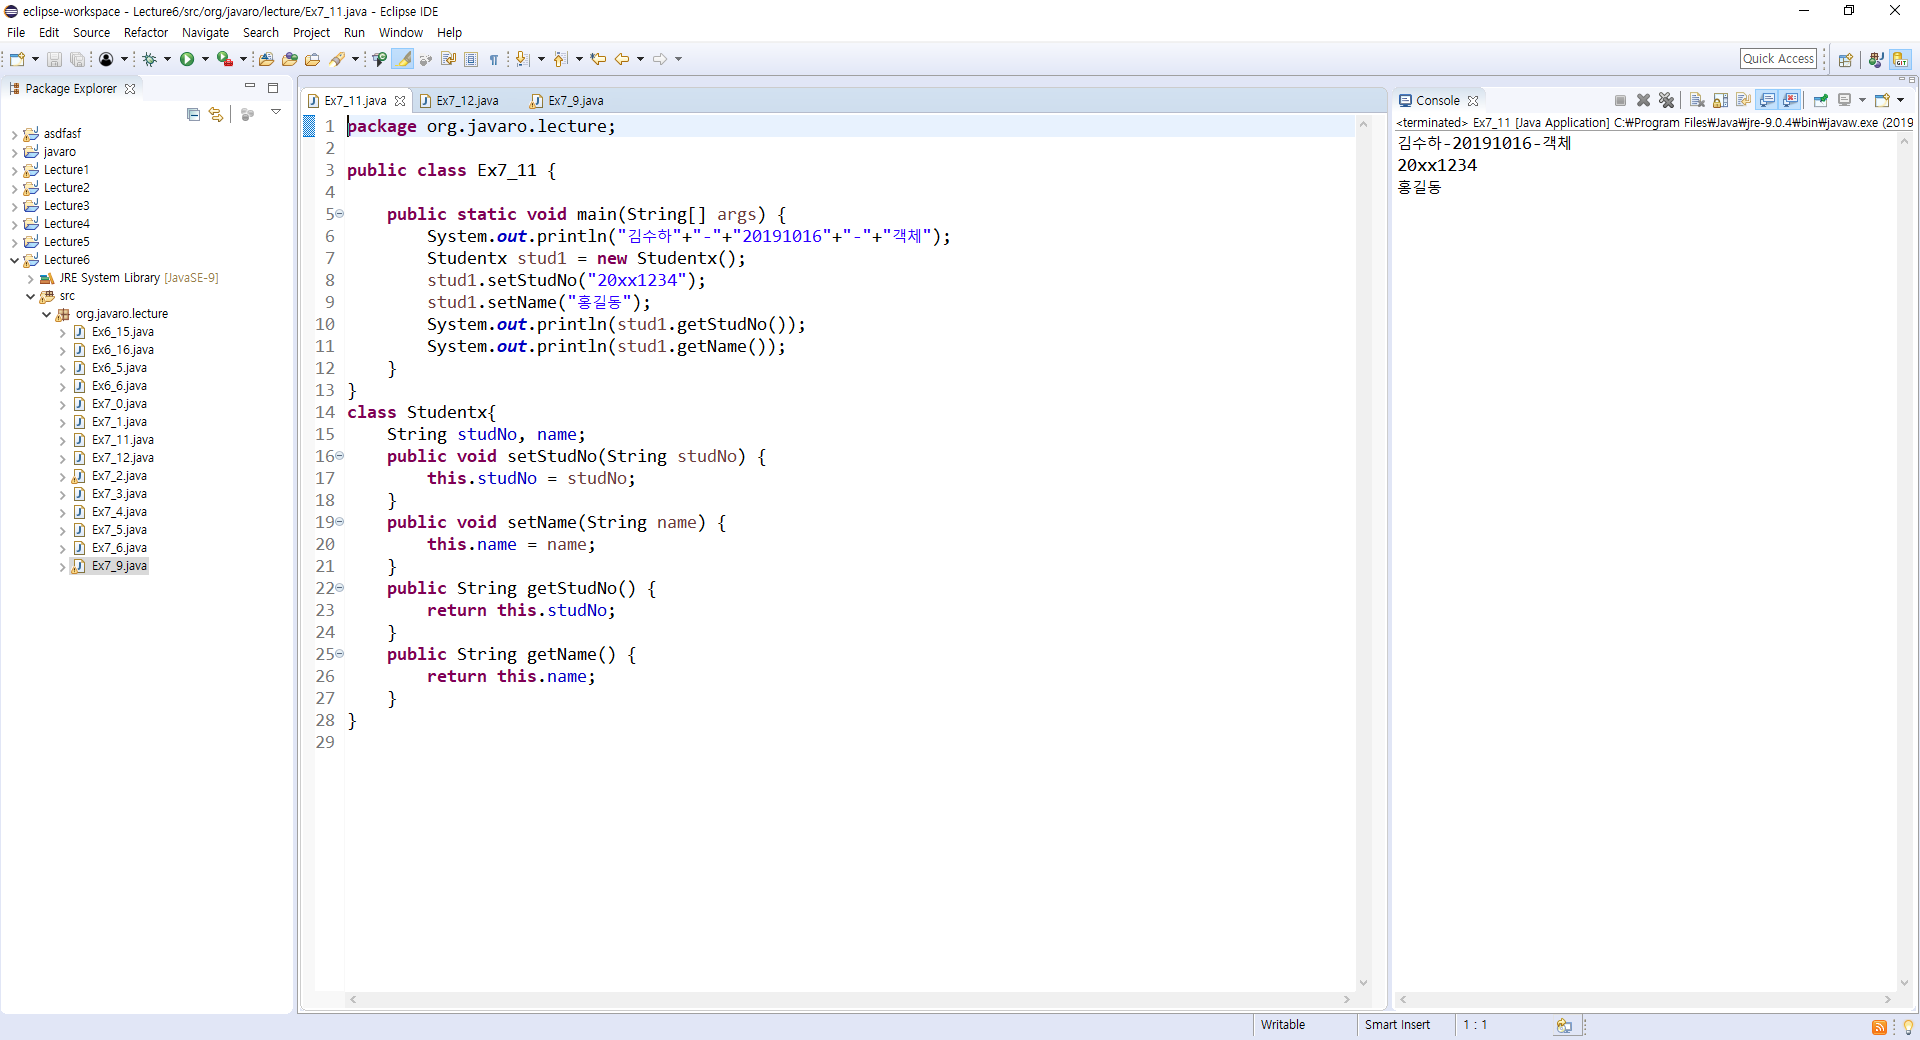 eclipse-workspace - Lecture6/src/org/javaro/lecture/Ex7_11.java - Eclipse IDE
File Edit Source Refactor Navigate Search Project Run Window Help
Quick Access
Package Explorer
asdfasf
javaro
Lecture1
Lecture2
Lecture3
Lecture4
Lecture5
Lecture6
JRE System Library [JavaSE-9]
src
org.javaro.lecture
Ex6_15.java
Ex6_16.java
Ex6_5.java
Ex6_6.java
Ex7_0.java
Ex7_1.java
Ex7_11.java
Ex7_12.java
Ex7_2.java
Ex7_3.java
Ex7_4.java
Ex7_5.java
Ex7_6.java
Ex7_9.java
Ex7_11.java Ex7_12.java Ex7_9.java
1 package org.javaro.lecture;
2
3 public class Ex7_11 {
4
5     public static void main(String[] args) {
6         System.out.println("김수하"+"-"+"20191016"+"-"+"객체");
7         Studentx stud1 = new Studentx();
8         stud1.setStudNo("20xx1234");
9         stud1.setName("홍길동");
10         System.out.println(stud1.getStudNo());
11         System.out.println(stud1.getName());
12     }
13 }
14 class Studentx{
15     String studNo, name;
16     public void setStudNo(String studNo) {
17         this.studNo = studNo;
18     }
19     public void setName(String name) {
20         this.name = name;
21     }
22     public String getStudNo() {
23         return this.studNo;
24     }
25     public String getName() {
26         return this.name;
27     }
28 }
29
Console
<terminated> Ex7_11 [Java Application] C:₩Program Files₩Java₩jre-9.0.4₩bin₩javaw.exe (2019
김수하-20191016-객체
20xx1234
홍길동
Writable Smart Insert 1 : 1